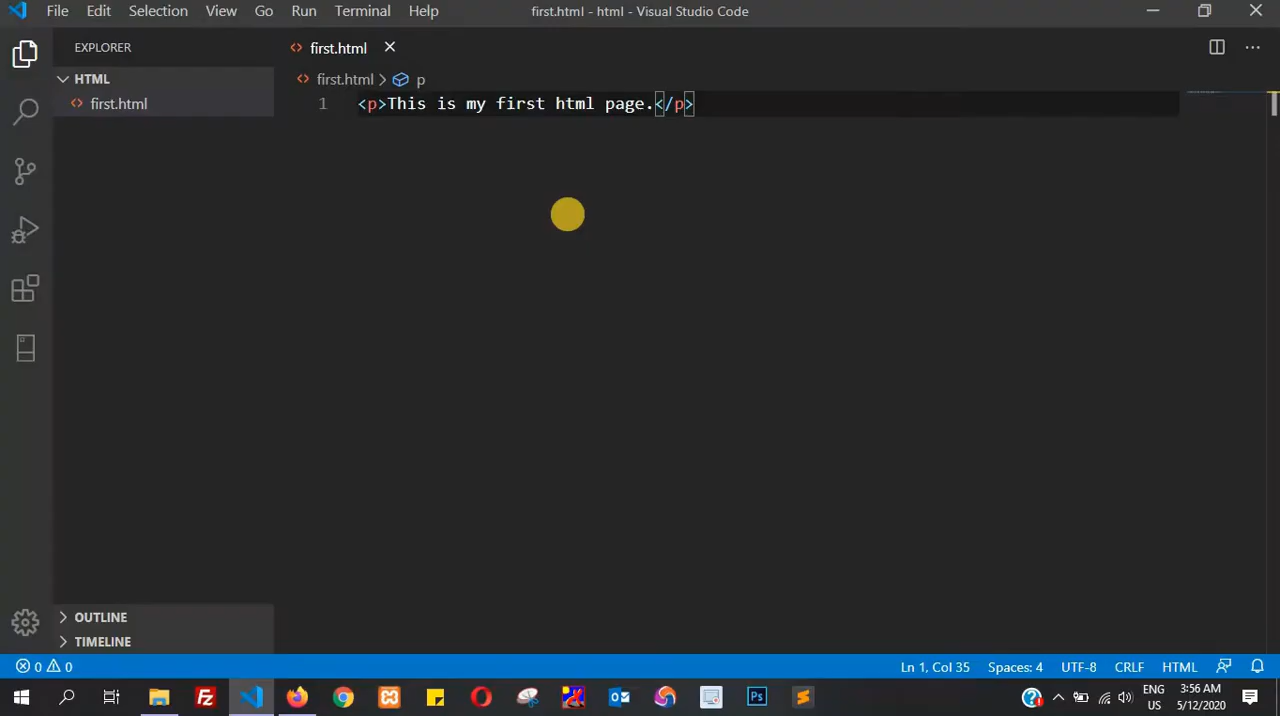 File Edit Selection View Go Run Terminal Help first.html - html - Visual Studio Code
EXPLORER
first.html
HTML
first.html > p
first.html
1 <p>This is my first html page.</p>
OUTLINE
TIMELINE
0 0 Ln 1, Col 35 Spaces: 4 UTF-8 CRLF HTML
ENG
US
3:56 AM
5/12/2020